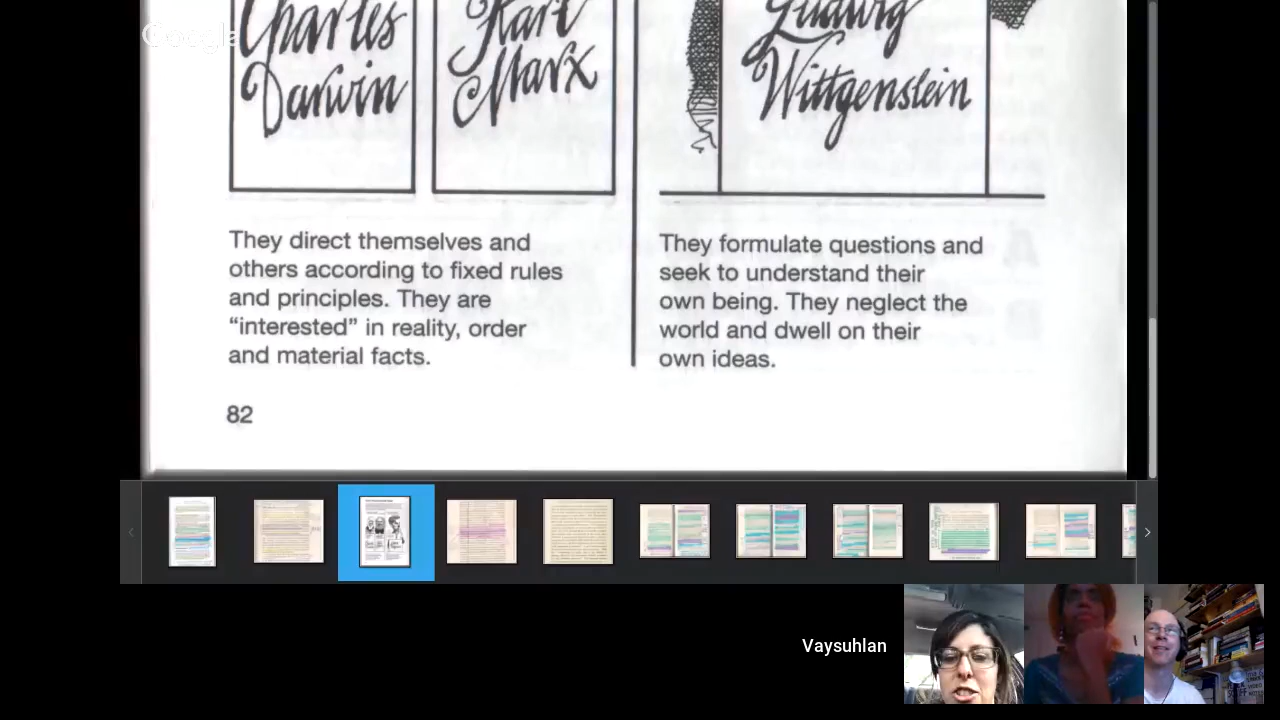 Google
Charles
Darwin
Karl
Marx
Ludwig
Wittgenstein
They direct themselves and
others according to fixed rules
and principles. They are
“interested” in reality, order
and material facts.
They formulate questions and
seek to understand their
own being. They neglect the
world and dwell on their
own ideas.
82
Vaysuhlan